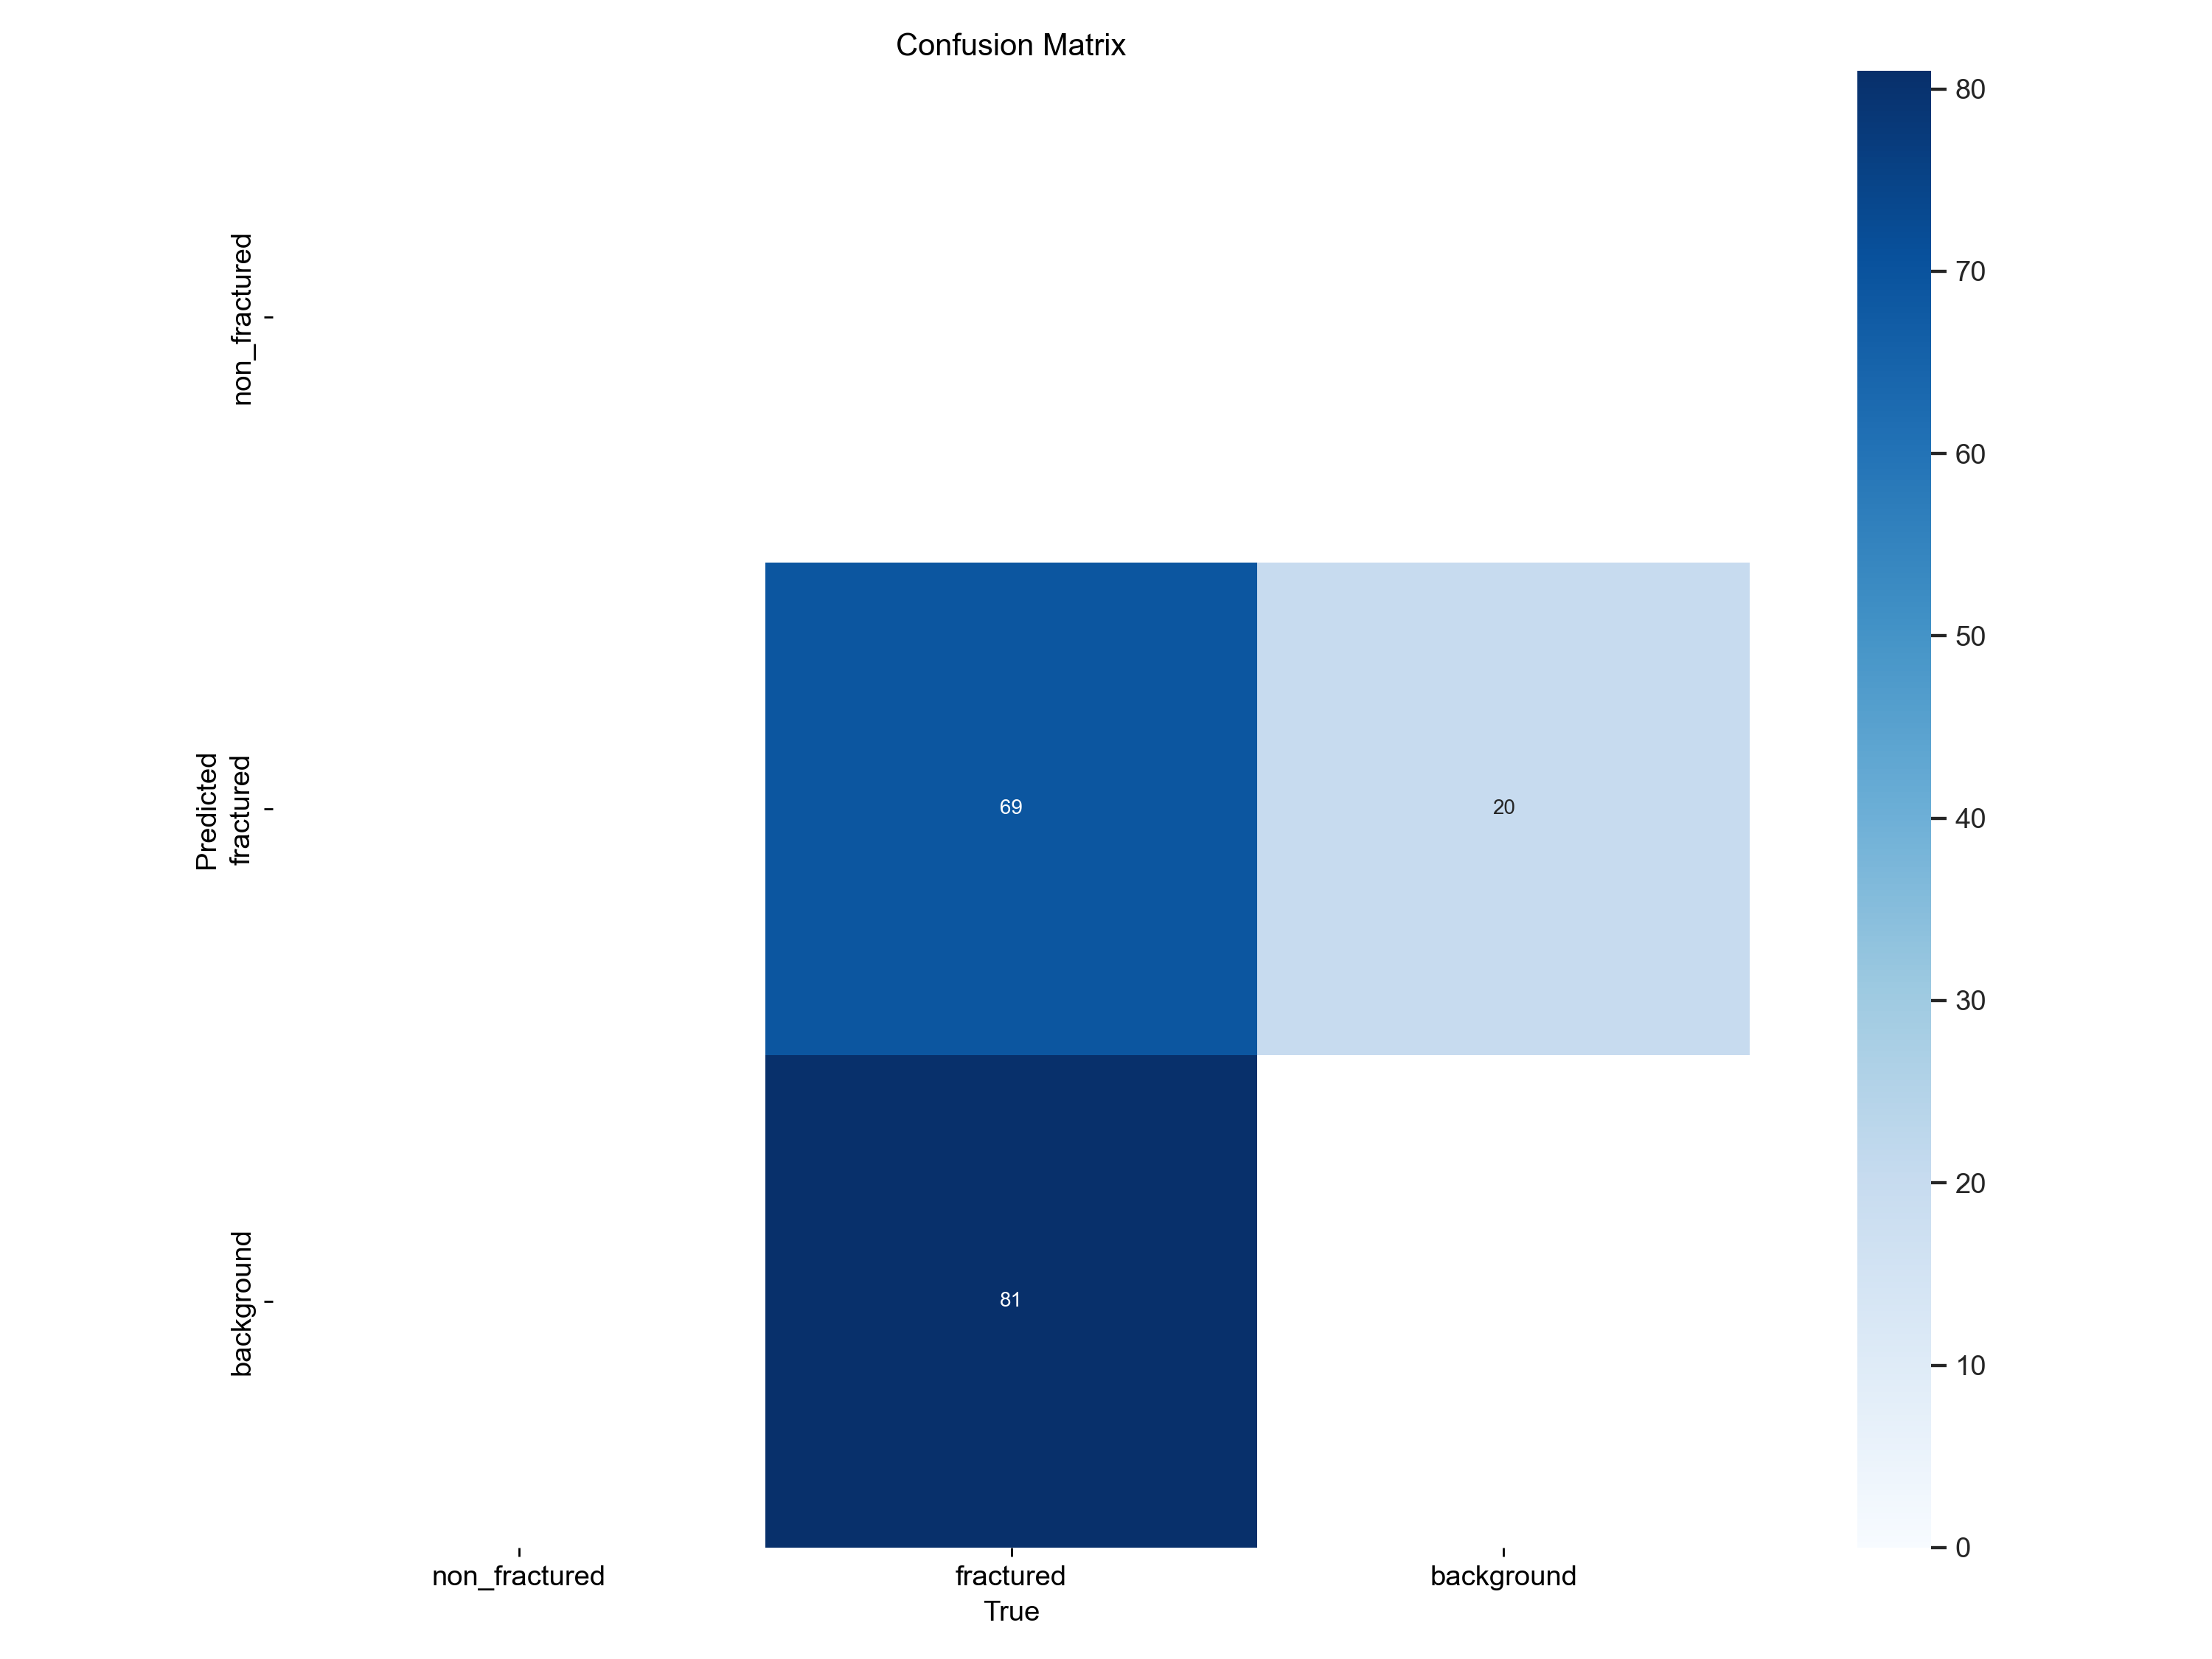 Confusion Matrix
non_fractured
Predicted
fractured
background
69
20
81
non_fractured
fractured
background
True
80
70
60
50
40
30
20
10
0